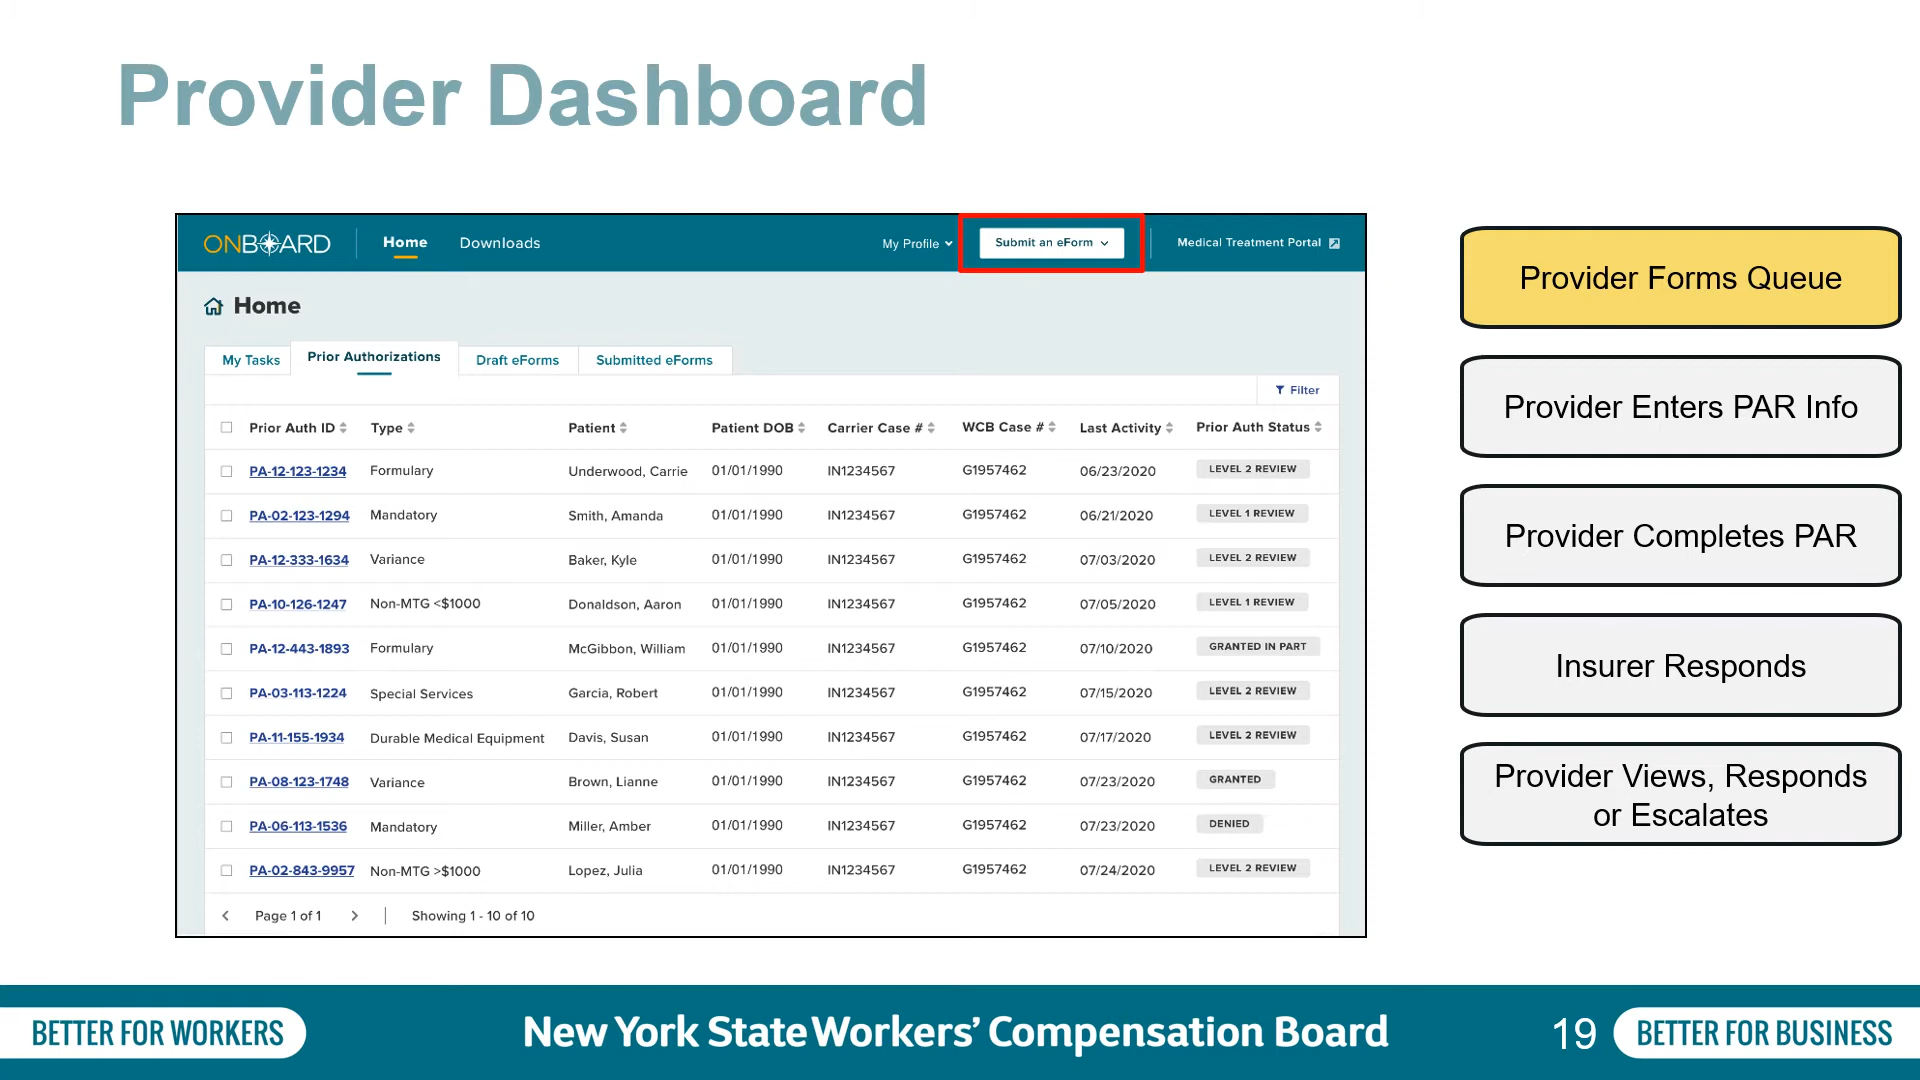 Provider Dashboard
ONBOARD Home Downloads My Profile Submit an eForm Medical Treatment Portal
Home
My Tasks Prior Authorizations Draft eForms Submitted eForms
Filter
Prior Auth ID Type Patient Patient DOB Carrier Case # WCB Case # Last Activity Prior Auth Status
PA-12-123-1234 Formulary Underwood, Carrie 01/01/1990 IN1234567 G1957462 06/23/2020 LEVEL 2 REVIEW
PA-02-123-1294 Mandatory Smith, Amanda 01/01/1990 IN1234567 G1957462 06/21/2020 LEVEL 1 REVIEW
PA-12-333-1634 Variance Baker, Kyle 01/01/1990 IN1234567 G1957462 07/03/2020 LEVEL 2 REVIEW
PA-10-126-1247 Non-MTG <$1000 Donaldson, Aaron 01/01/1990 IN1234567 G1957462 07/05/2020 LEVEL 1 REVIEW
PA-12-443-1893 Formulary McGibbon, William 01/01/1990 IN1234567 G1957462 07/10/2020 GRANTED IN PART
PA-03-113-1224 Special Services Garcia, Robert 01/01/1990 IN1234567 G1957462 07/15/2020 LEVEL 2 REVIEW
PA-11-155-1934 Durable Medical Equipment Davis, Susan 01/01/1990 IN1234567 G1957462 07/17/2020 LEVEL 2 REVIEW
PA-08-123-1748 Variance Brown, Lianne 01/01/1990 IN1234567 G1957462 07/23/2020 GRANTED
PA-06-113-1536 Mandatory Miller, Amber 01/01/1990 IN1234567 G1957462 07/23/2020 DENIED
PA-02-843-9957 Non-MTG >$1000 Lopez, Julia 01/01/1990 IN1234567 G1957462 07/24/2020 LEVEL 2 REVIEW
Page 1 of 1 Showing 1 - 10 of 10
Provider Forms Queue
Provider Enters PAR Info
Provider Completes PAR
Insurer Responds
Provider Views, Responds
or Escalates
BETTER FOR WORKERS New York State Workers' Compensation Board 19 BETTER FOR BUSINESS